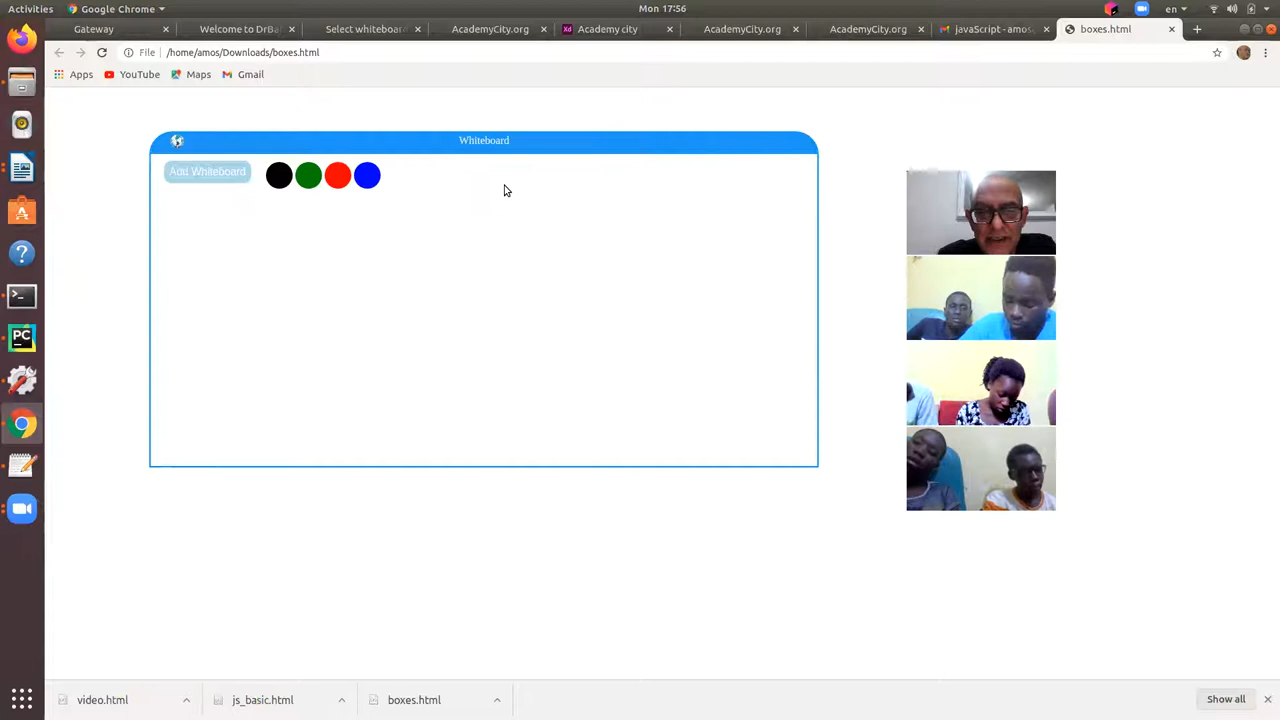 Activities
Google Chrome
Mon 17:56
en
Gateway
Welcome to DrBa
Select whiteboard
AcademyCity.org
Academy city
AcademyCity.org
AcademyCity.org
javaScript - amos
boxes.html
File
/home/amos/Downloads/boxes.html
Apps
YouTube
Maps
Gmail
Whiteboard
Add Whiteboard
video.html
js_basic.html
boxes.html
Show all